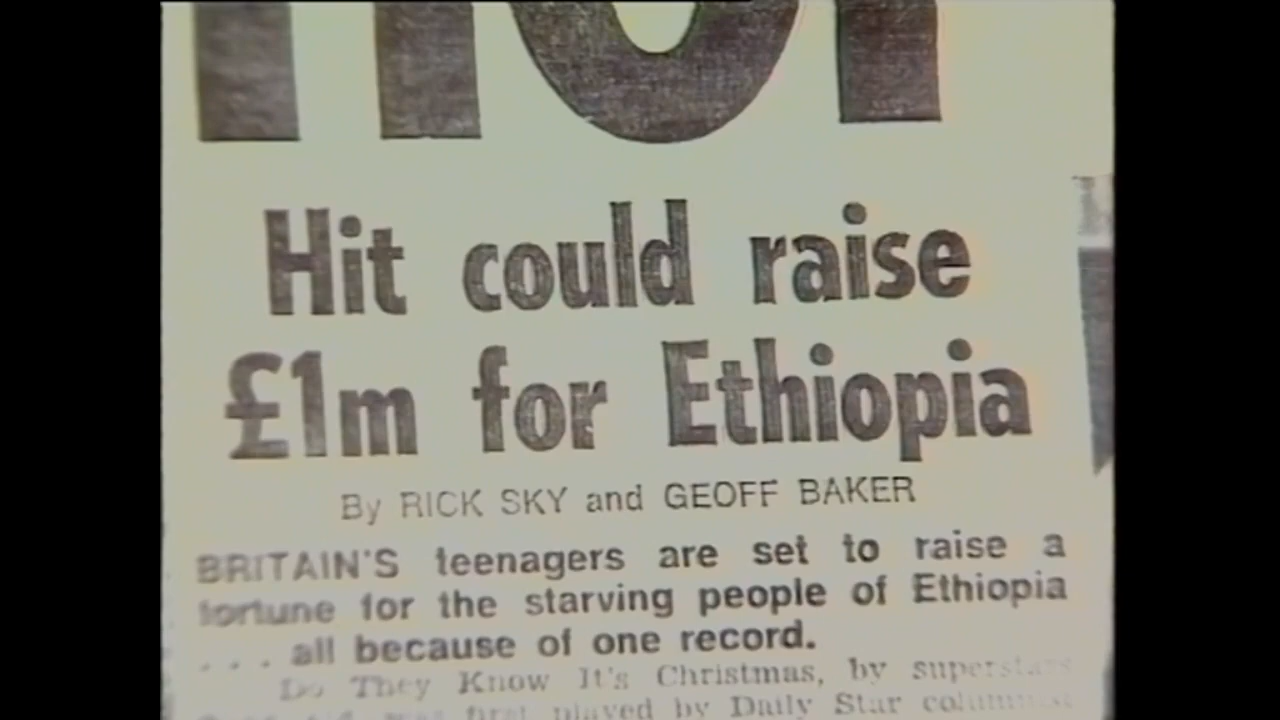 Hit could raise
£1m for Ethiopia
By RICK SKY and GEOFF BAKER
BRITAIN'S teenagers are set to raise a
fortune for the starving people of Ethiopia
. . . all because of one record.
Do They Know It's Christmas, by superstars
was first played by Daily Star